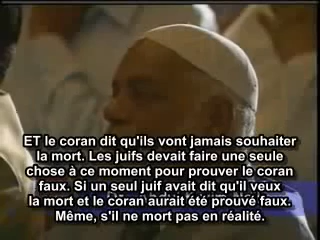 ET le coran dit qu'ils vont jamais souhaiter
la mort. Les juifs devait faire une seule
chose à ce moment pour prouver le coran
faux. Si un seul juif avait dit qu'il veux
la mort et le coran aurait été prouvé faux.
Même, s'il ne mort pas en réalité.